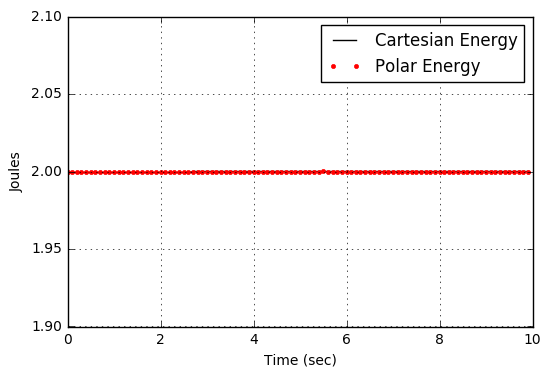 2.10
Cartesian Energy
Polar Energy
2.05
2.00
Joules
1.95
1.90
0 2 4 6 8 10
Time (sec)